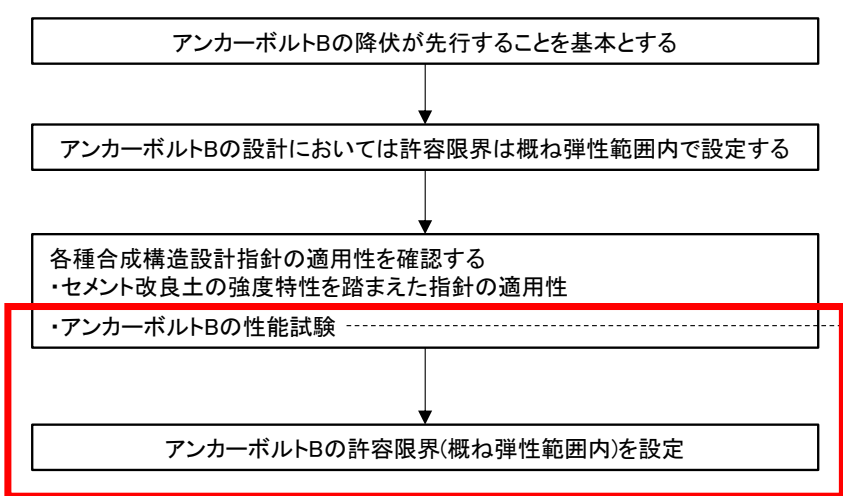 アンカーボルトBの降伏が先行することを基本とする
アンカーボルトBの設計においては許容限界は概ね弾性範囲内で設定する
各種合成構造設計指針の適用性を確認する
・セメント改良土の強度特性を踏まえた指針の適用性
・アンカーボルトBの性能試験
アンカーボルトBの許容限界(概ね弾性範囲内)を設定